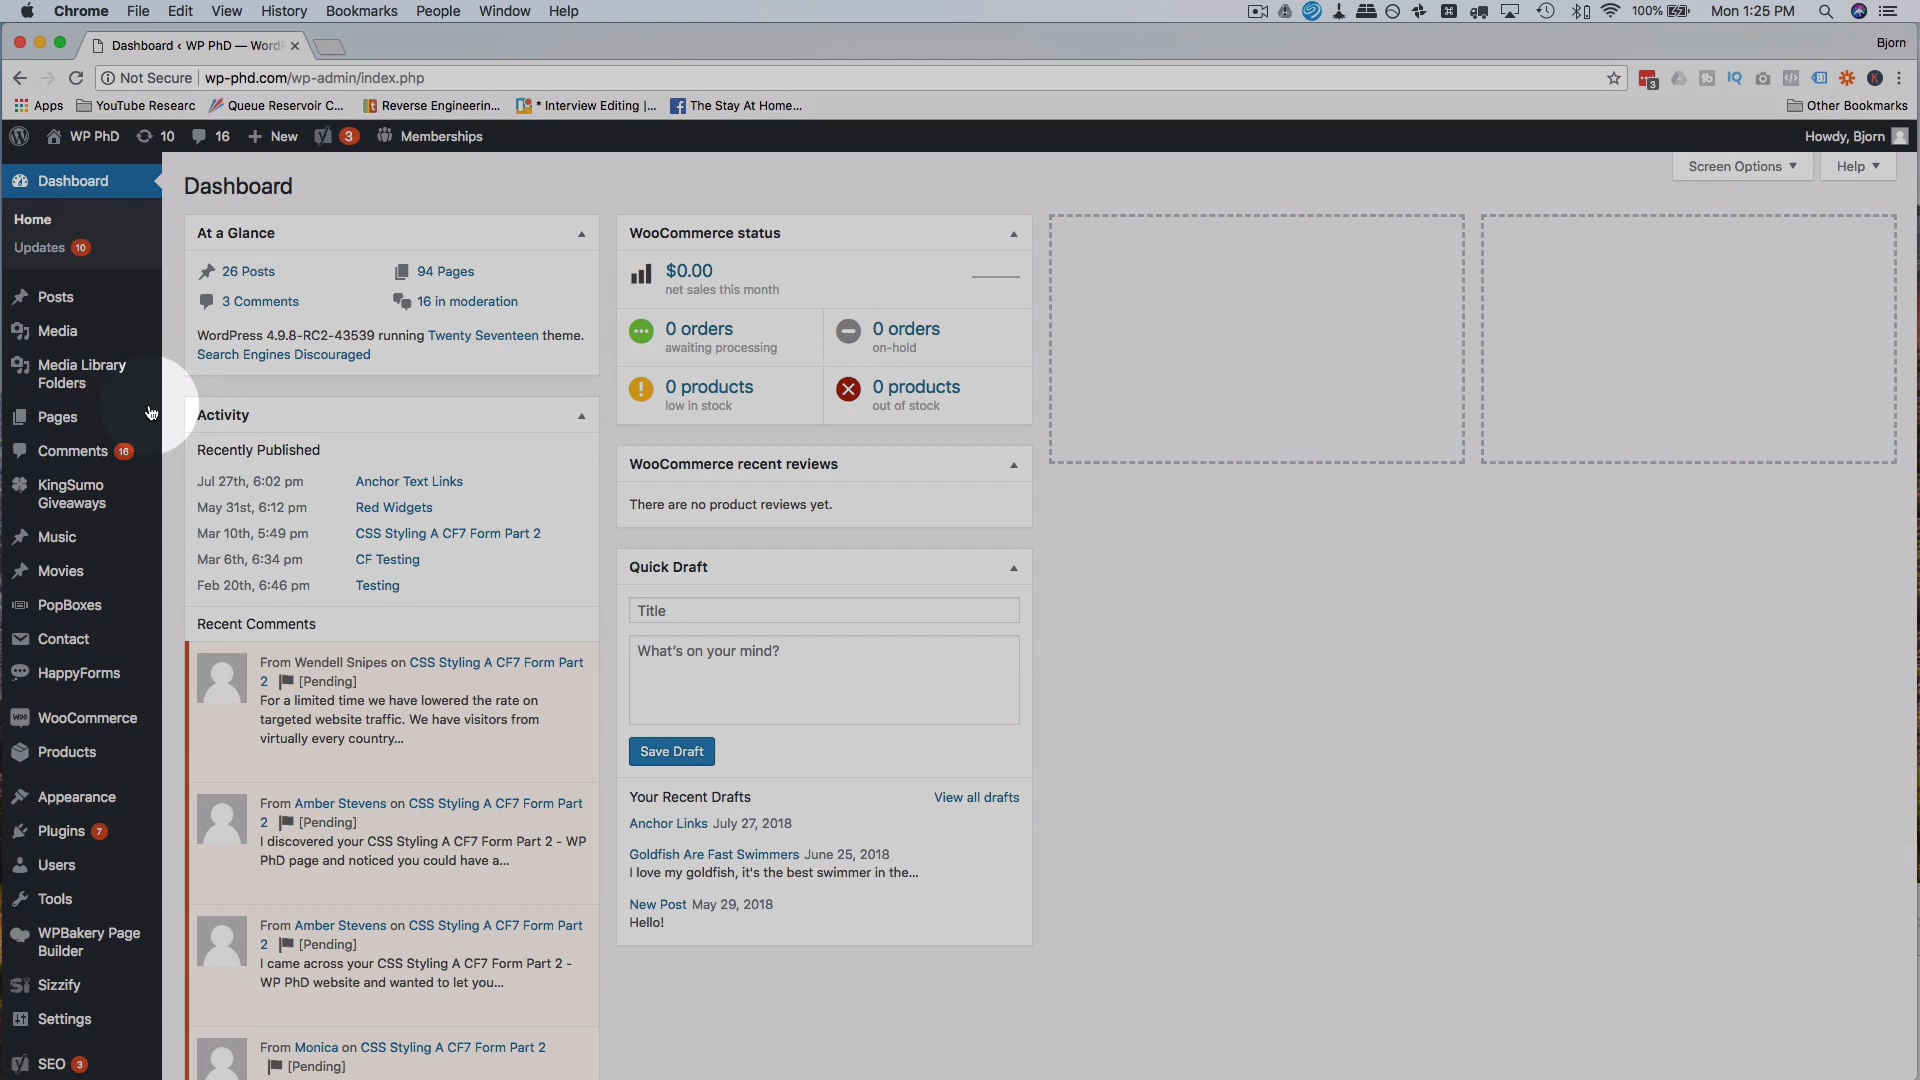 Chrome File Edit View History Bookmarks People Window Help 100% Mon 1:25 PM
Dashboard ‹ WP PhD — WordP Bjorn
Not Secure wp-phd.com/wp-admin/index.php 3
Apps YouTube Researc Queue Reservoir C... Reverse Engineerin... * Interview Editing |... The Stay At Home... Other Bookmarks
WP PhD 10 16 New 3 Memberships Howdy, Bjorn
Screen Options Help
Dashboard
Home
Updates 10
Posts
Media
Media Library
Folders
Pages
Comments 16
KingSumo
Giveaways
Music
Movies
PopBoxes
Contact
HappyForms
WooCommerce
Products
Appearance
Plugins 7
Users
Tools
WPBakery Page
Builder
Sizzify
Settings
SEO 3
Dashboard
At a Glance
26 Posts 94 Pages
3 Comments 16 in moderation
WordPress 4.9.8-RC2-43539 running Twenty Seventeen theme.
Search Engines Discouraged
Activity
Recently Published
Jul 27th, 6:02 pm Anchor Text Links
May 31st, 6:12 pm Red Widgets
Mar 10th, 5:49 pm CSS Styling A CF7 Form Part 2
Mar 6th, 6:34 pm CF Testing
Feb 20th, 6:46 pm Testing
Recent Comments
From Wendell Snipes on CSS Styling A CF7 Form Part
2 [Pending]
For a limited time we have lowered the rate on
targeted website traffic. We have visitors from
virtually every country...
From Amber Stevens on CSS Styling A CF7 Form Part
2 [Pending]
I discovered your CSS Styling A CF7 Form Part 2 - WP
PhD page and noticed you could have a...
From Amber Stevens on CSS Styling A CF7 Form Part
2 [Pending]
I came across your CSS Styling A CF7 Form Part 2 -
WP PhD website and wanted to let you...
From Monica on CSS Styling A CF7 Form Part 2
[Pending]
WooCommerce status
$0.00
net sales this month
0 orders
awaiting processing
0 orders
on-hold
0 products
low in stock
0 products
out of stock
WooCommerce recent reviews
There are no product reviews yet.
Quick Draft
Title
What's on your mind?
Save Draft
Your Recent Drafts View all drafts
Anchor Links July 27, 2018
Goldfish Are Fast Swimmers June 25, 2018
I love my goldfish, it's the best swimmer in the...
New Post May 29, 2018
Hello!